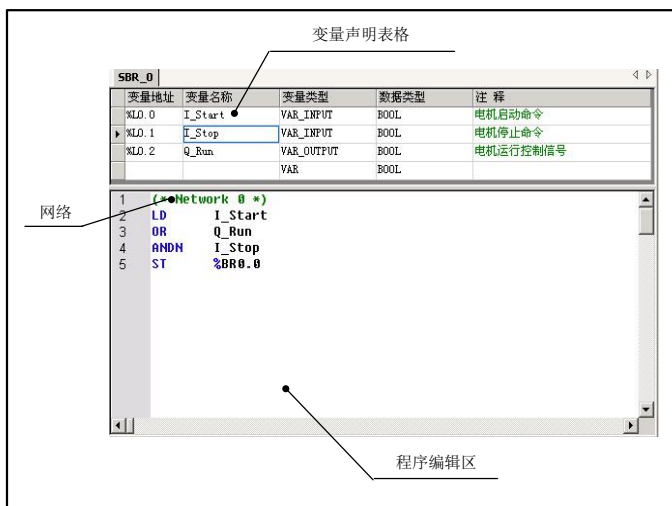 变量声明表格
SBR_0
变量地址 变量名称 变量类型 数据类型 注 释
%L0.0 I_Start VAR_INPUT BOOL 电机启动命令
%L0.1 I_Stop VAR_INPUT BOOL 电机停止命令
%L0.2 Q_Run VAR_OUTPUT BOOL 电机运行控制信号
VAR BOOL
网络
1 (* Network 0 *)
2 LD I_Start
3 OR Q_Run
4 ANDN I_Stop
5 ST %BR0.0
程序编辑区